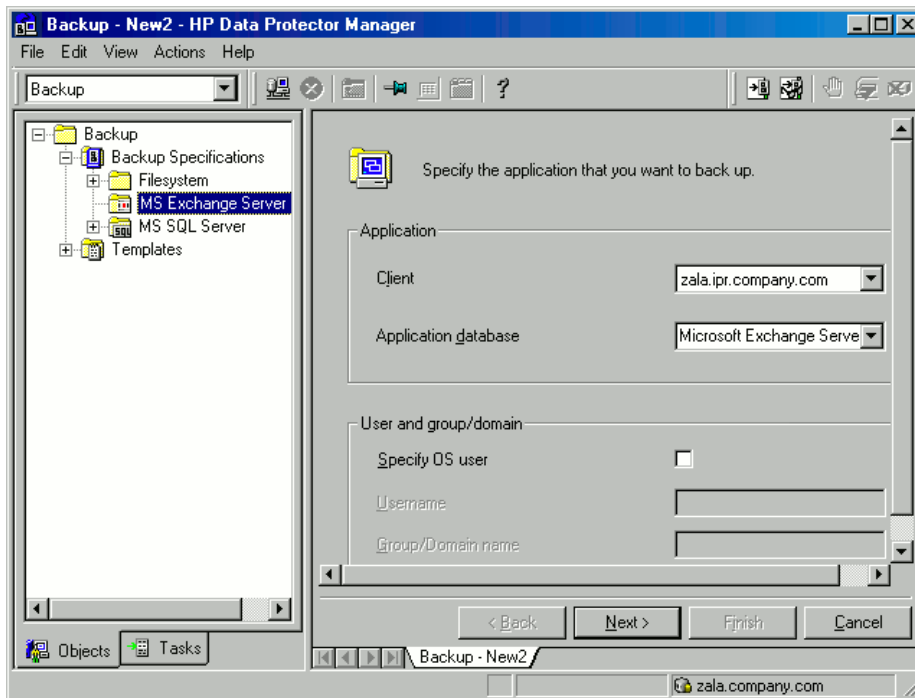 Backup - New2 - HP Data Protector Manager
File Edit View Actions Help
Backup
Backup
Backup Specifications
Filesystem
MS Exchange Server
MS SQL Server
Templates
Objects
Tasks
Specify the application that you want to back up.
Application
Client
zala.ipr.company.com
Application database
Microsoft Exchange Serve
User and group/domain
Specify OS user
Username
Group/Domain name
< Back
Next >
Finish
Cancel
Backup - New2
zala.company.com